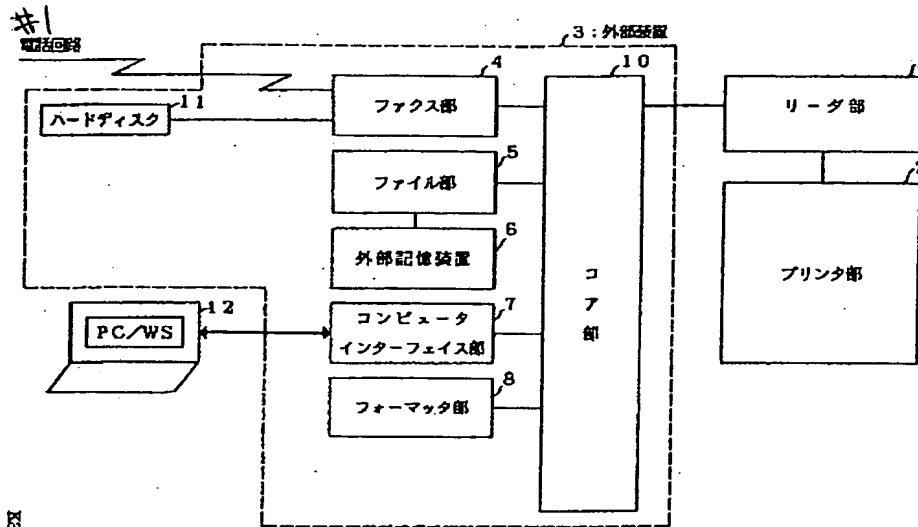 #1
電話回路
3：外部装置
4
10
11
ハードディスク
ファクス部
リーダ部
5
ファイル部
6
外部記憶装置
コア部
プリンタ部
12
PC/WS
7
コンピュータ
インターフェイス部
8
フォーマッタ部